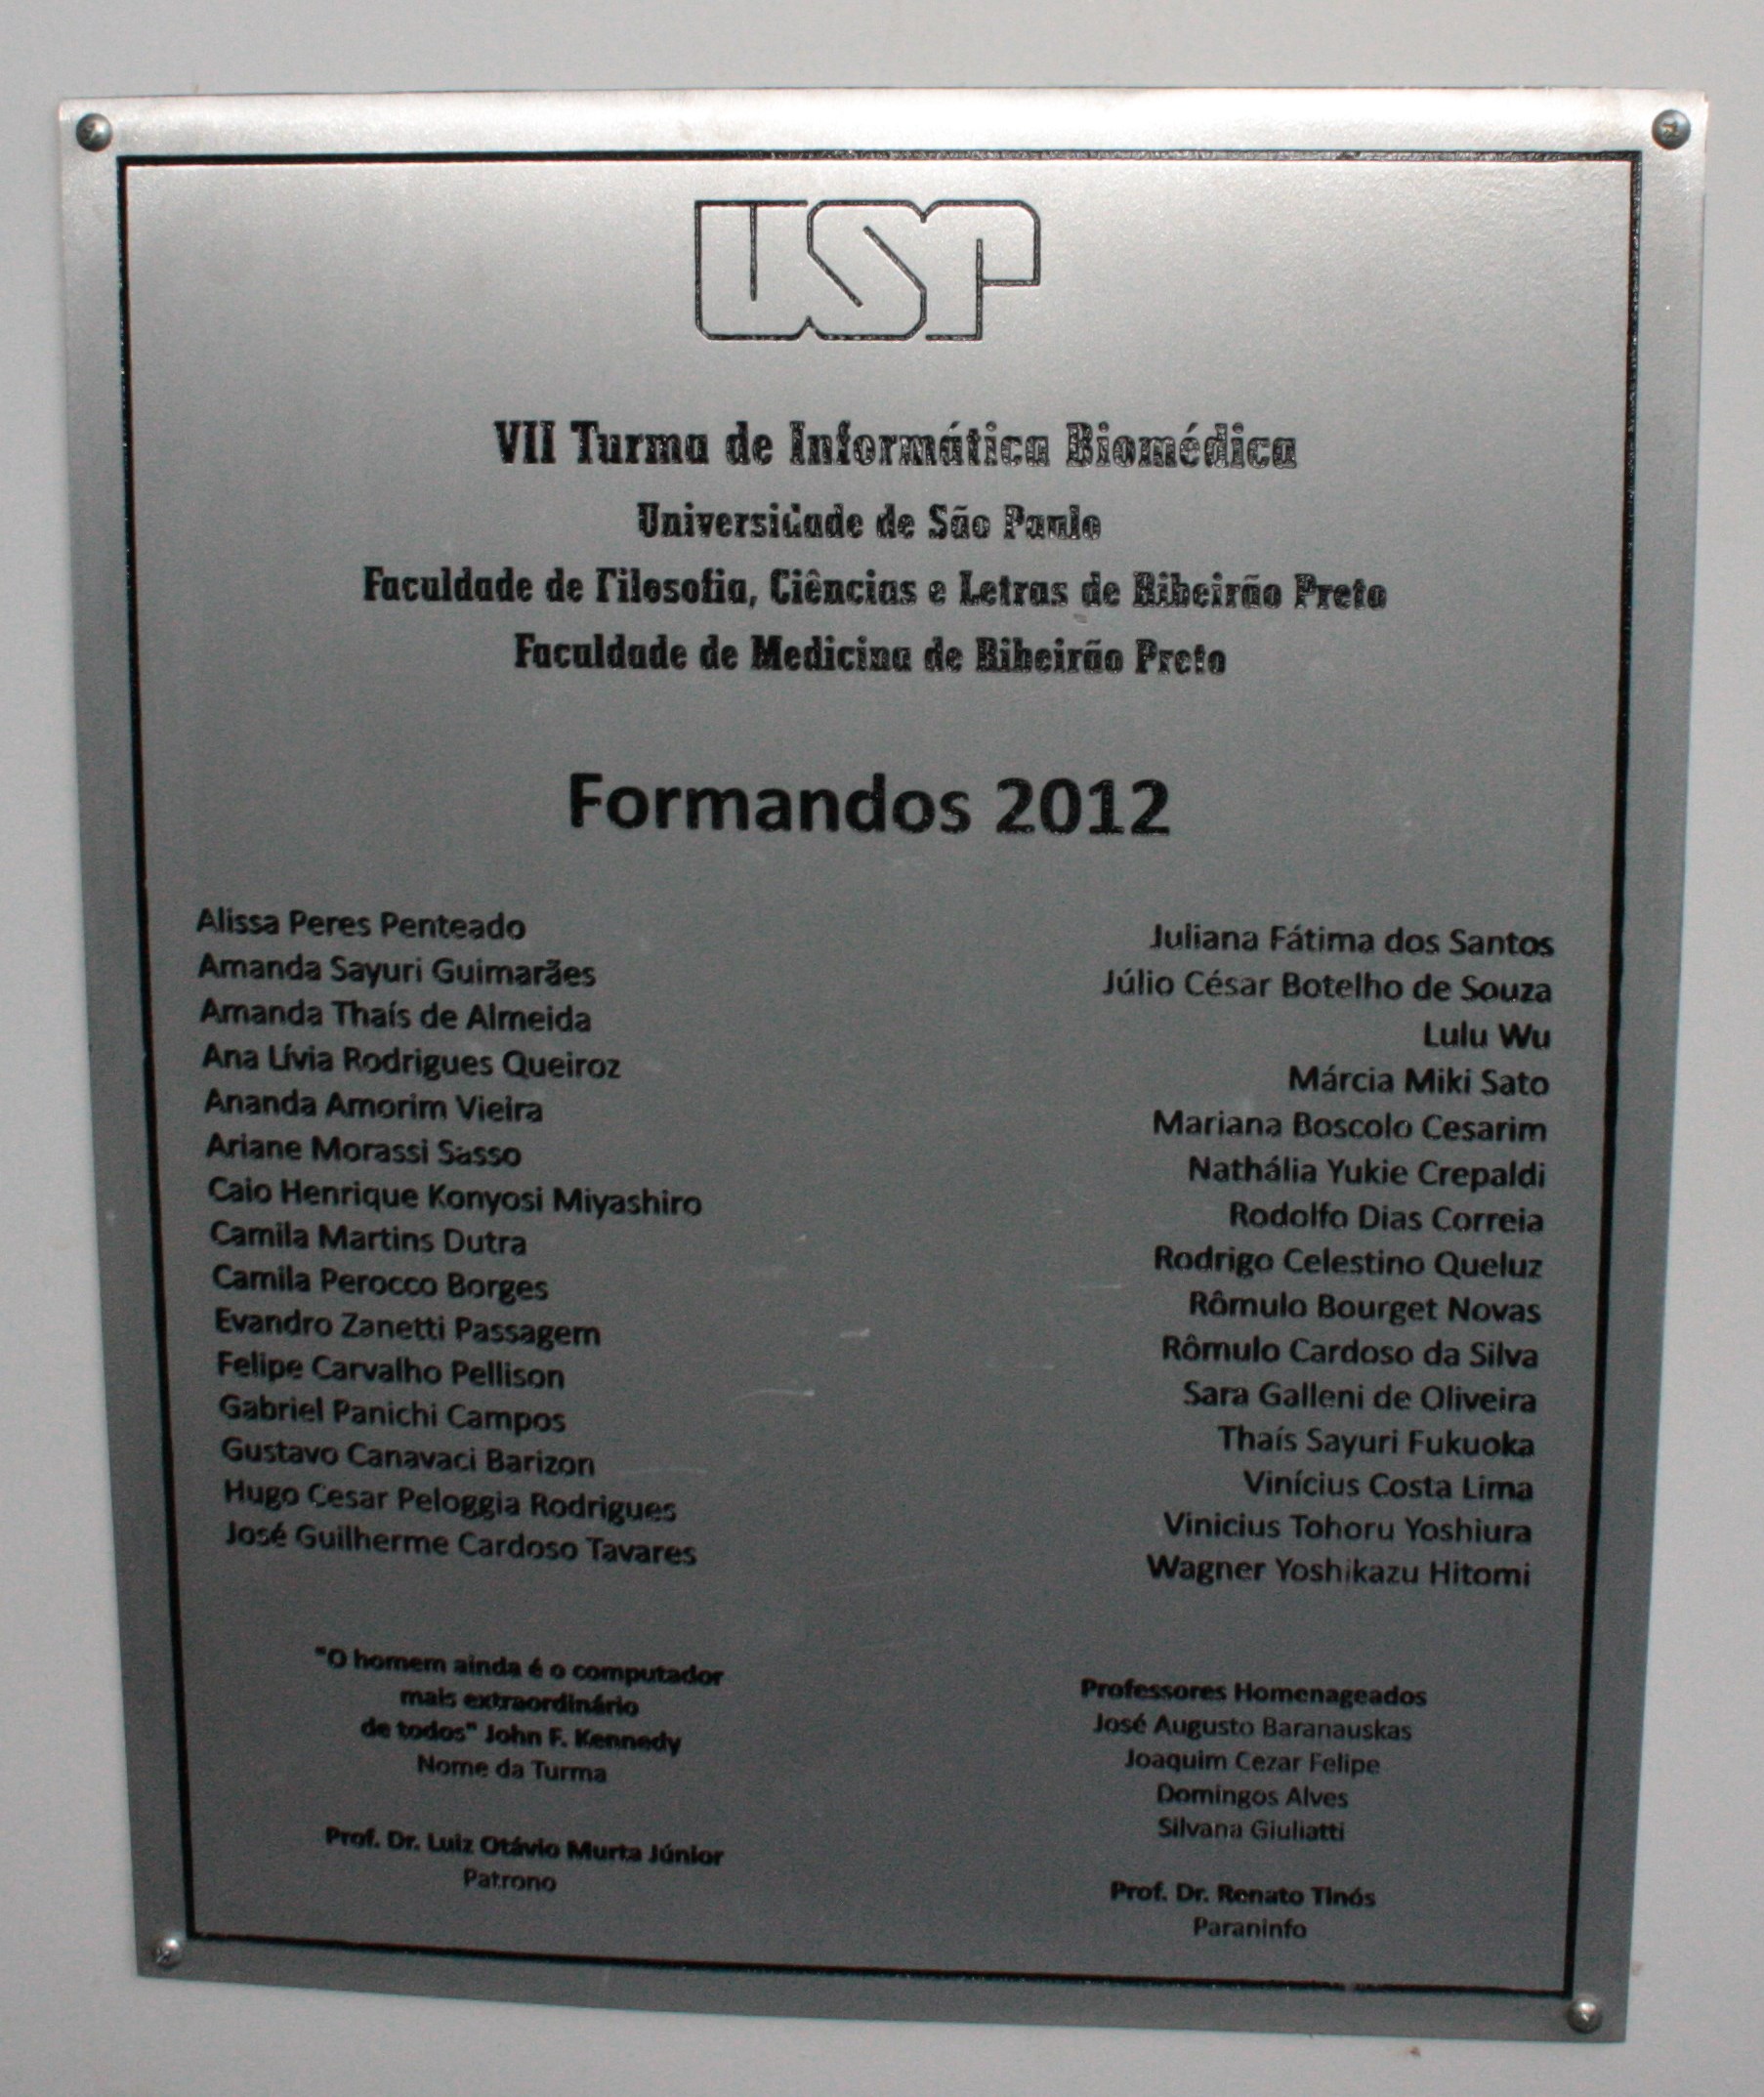 USP
VII Turma de Informática Biomédica
Universidade de São Paulo
Faculdade de Filosofia, Ciências e Letras de Ribeirão Preto
Faculdade de Medicina de Ribeirão Preto
Formandos 2012
Alissa Peres Penteado
Amanda Sayuri Guimarães
Amanda Thaís de Almeida
Ana Lívia Rodrigues Queiroz
Ananda Amorim Vieira
Ariane Morassi Sasso
Caio Henrique Konyosi Miyashiro
Camila Martins Dutra
Camila Perocco Borges
Evandro Zanetti Passagem
Felipe Carvalho Pellison
Gabriel Panichi Campos
Gustavo Canavaci Barizon
Hugo Cesar Peloggia Rodrigues
José Guilherme Cardoso Tavares
Juliana Fátima dos Santos
Júlio César Botelho de Souza
Lulu Wu
Márcia Miki Sato
Mariana Boscolo Cesarim
Nathália Yukie Crepaldi
Rodolfo Dias Correia
Rodrigo Celestino Queluz
Rômulo Bourget Novas
Rômulo Cardoso da Silva
Sara Galleni de Oliveira
Thaís Sayuri Fukuoka
Vinícius Costa Lima
Vinicius Tohoru Yoshiura
Wagner Yoshikazu Hitomi
"O homem ainda é o computador
mais extraordinário
de todos" John F. Kennedy
Nome da Turma
Prof. Dr. Luiz Otávio Murta Júnior
Patrono
Professores Homenageados
José Augusto Baranauskas
Joaquim Cezar Felipe
Domingos Alves
Silvana Giuliatti
Prof. Dr. Renato Tinós
Paraninfo